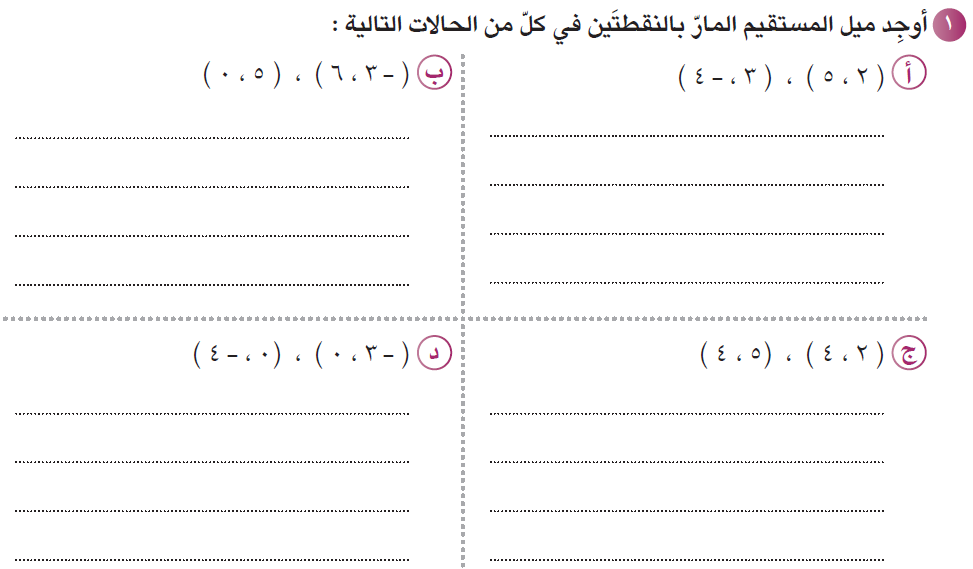 ١ أوجِد ميل المستقيم المارّ بالنقطتَين في كلّ من الحالات التالية :
أ ( ٢ ، ٥ ) ، ( ٣ ، - ٤ )
ب ( - ٣ ، ٦ ) ، ( ٥ ، ٠ )
ج ( ٢ ، ٤ ) ، ( ٥ ، ٤ )
د ( - ٣ ، ٠ ) ، ( ٠ ، - ٤ )